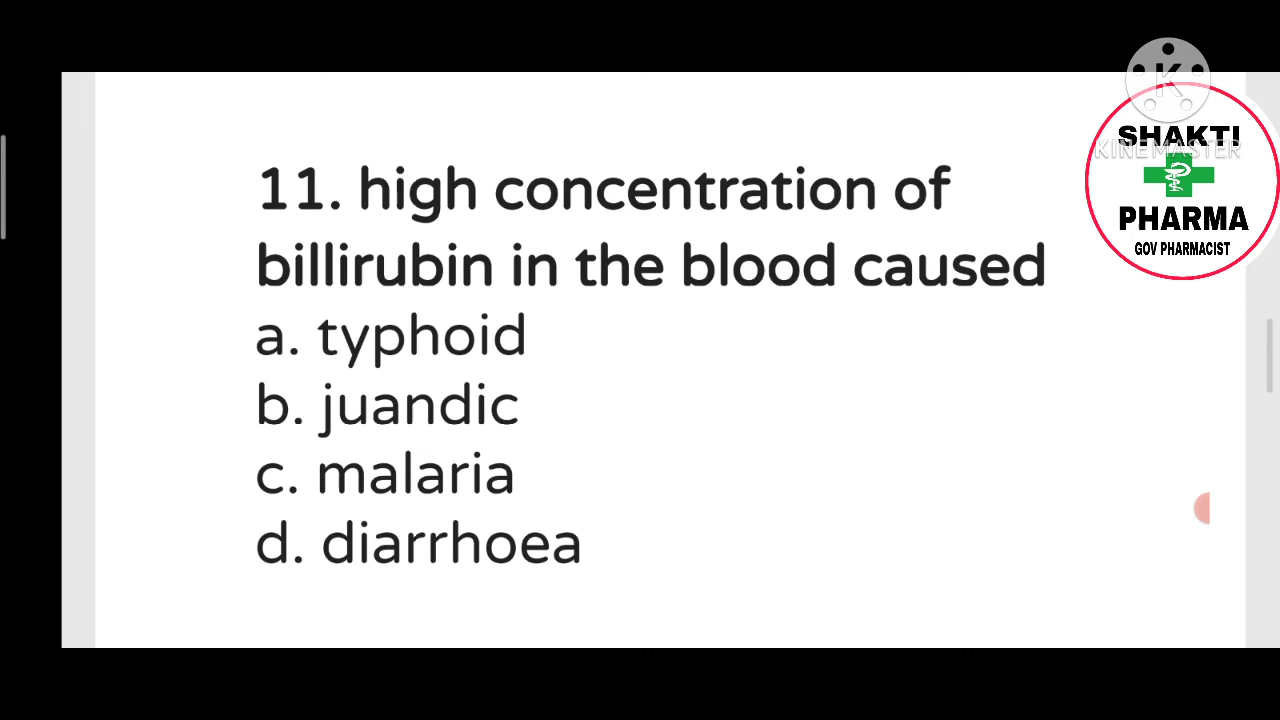 K
KINEMASTER
SHAKTI
PHARMA
GOV PHARMACIST
11. high concentration of
billirubin in the blood caused
a. typhoid
b. juandic
c. malaria
d. diarrhoea